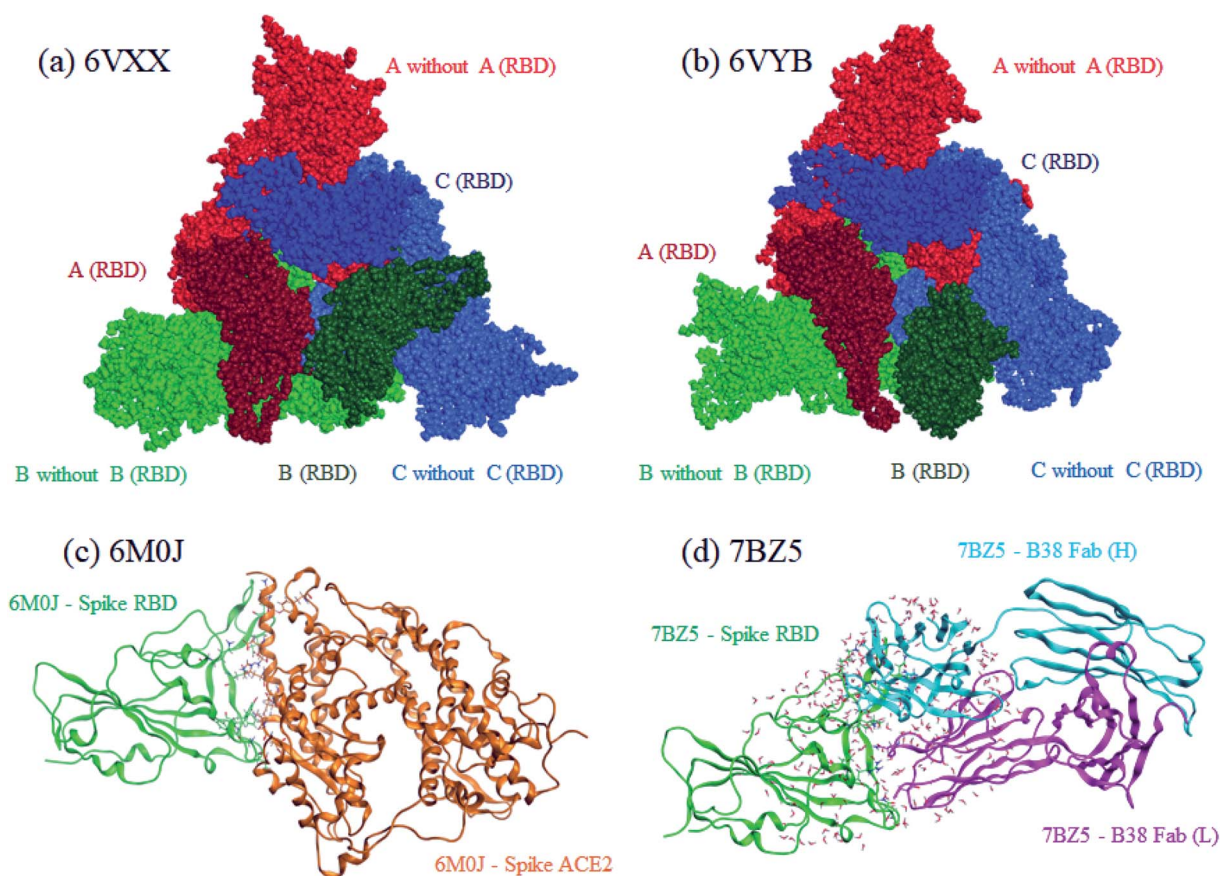 (a) 6VXX
A without A (RBD)
C (RBD)
A (RBD)
B without B (RBD)
B (RBD)
C without C (RBD)
(b) 6VYB
A without A (RBD)
C (RBD)
A (RBD)
B without B (RBD)
B (RBD)
C without C (RBD)
(c) 6M0J
6M0J - Spike RBD
6M0J - Spike ACE2
(d) 7BZ5
7BZ5 - B38 Fab (H)
7BZ5 - Spike RBD
7BZ5 - B38 Fab (L)